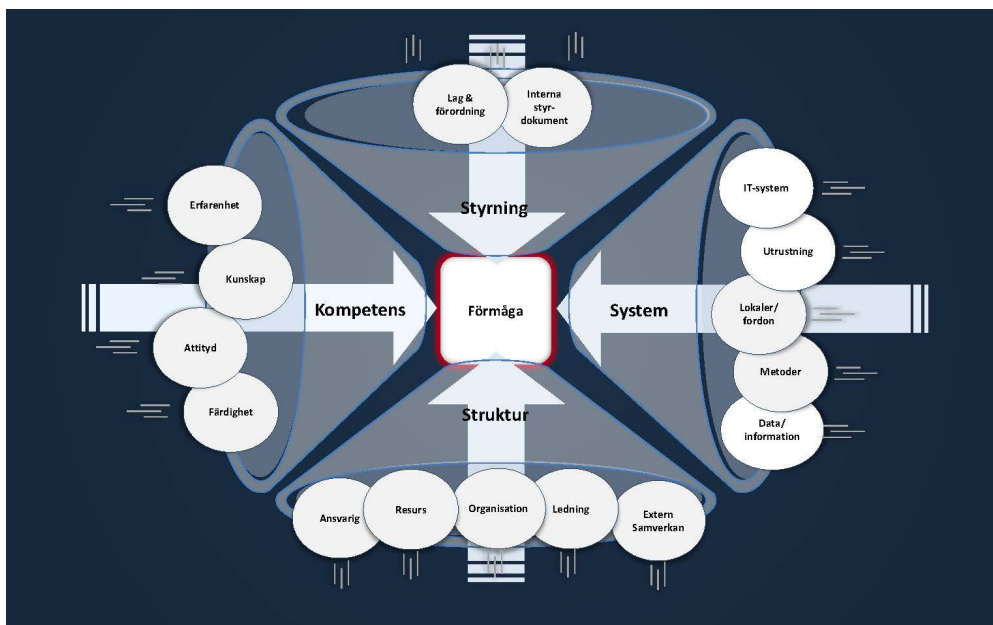 Lag &
förordning
Interna
styr-
dokument
Styrning
Erfarenhet
Kunskap
Attityd
Färdighet
Kompetens
Förmåga
System
IT-system
Utrustning
Lokaler/
fordon
Metoder
Data/
information
Struktur
Ansvarig
Resurs
Organisation
Ledning
Extern
Samverkan